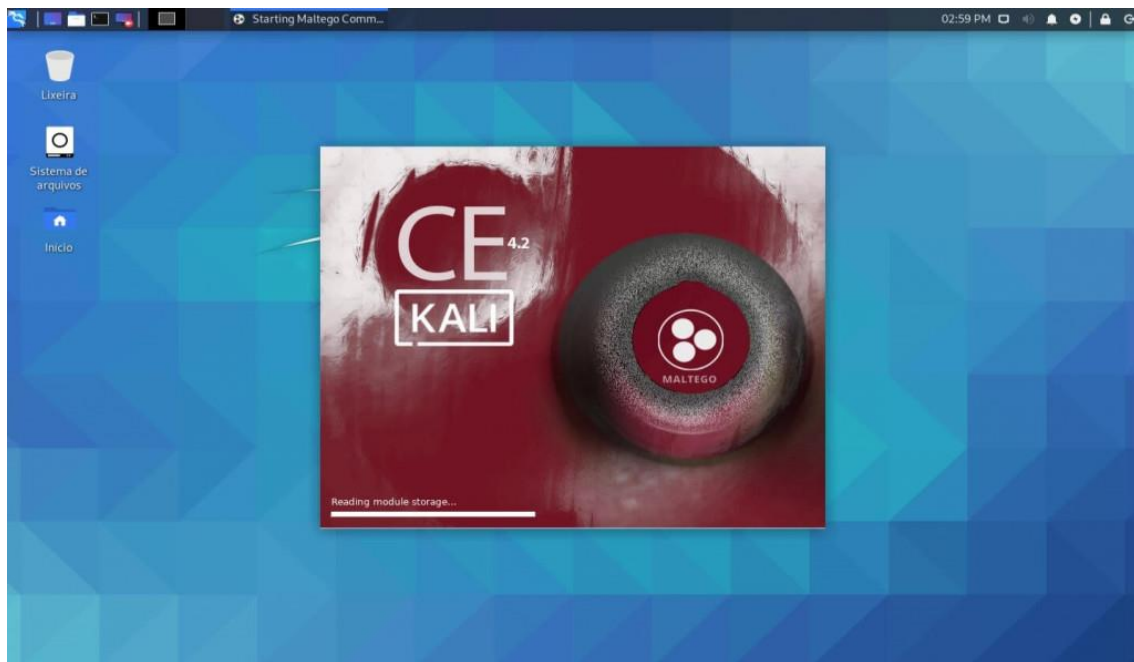 Starting Maltego Comm...
02:59 PM
Lixeira
Sistema de
arquivos
Início
CE 4.2
KALI
MALTEGO
Reading module storage...